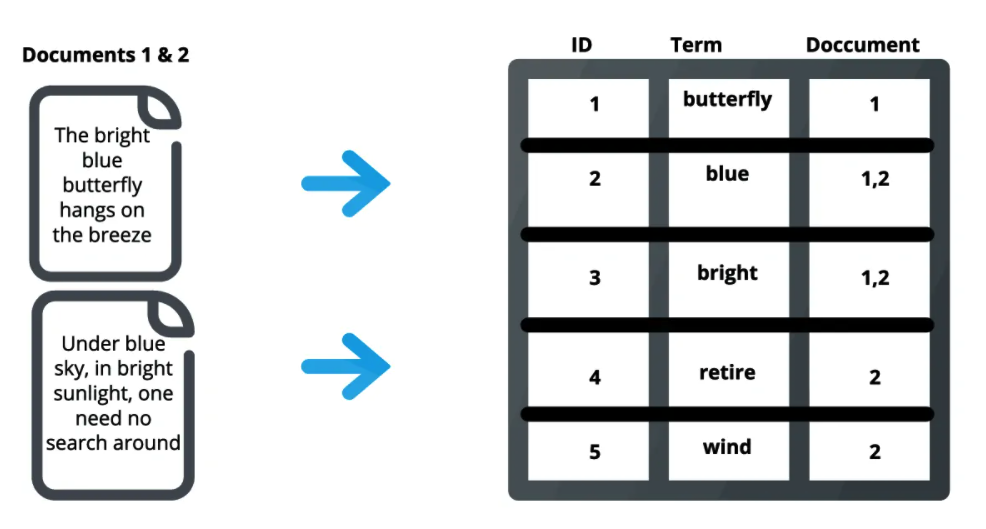 Documents 1 & 2
The bright
blue
butterfly
hangs on
the breeze
Under blue
sky, in bright
sunlight, one
need no
search around
ID Term Doccument
1 butterfly 1
2 blue 1,2
3 bright 1,2
4 retire 2
5 wind 2